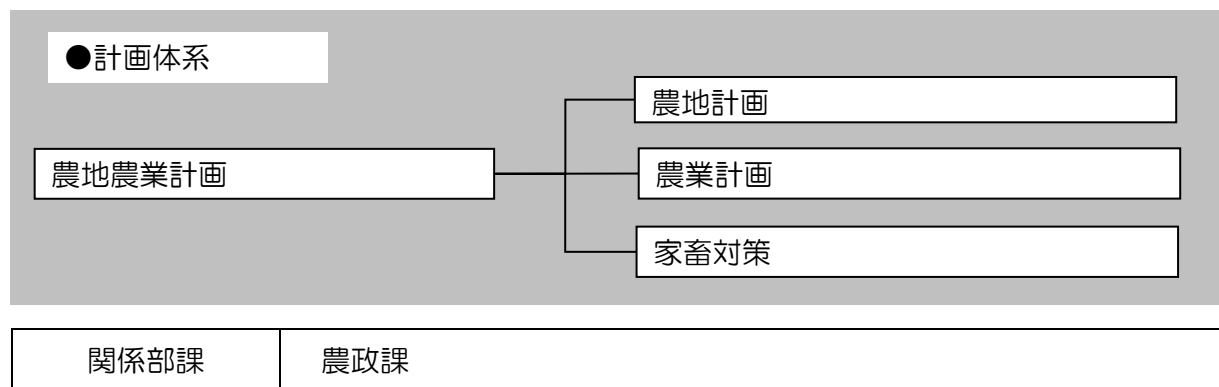 ●計画体系
農地農業計画
農地計画
農業計画
家畜対策
関係部課 農政課